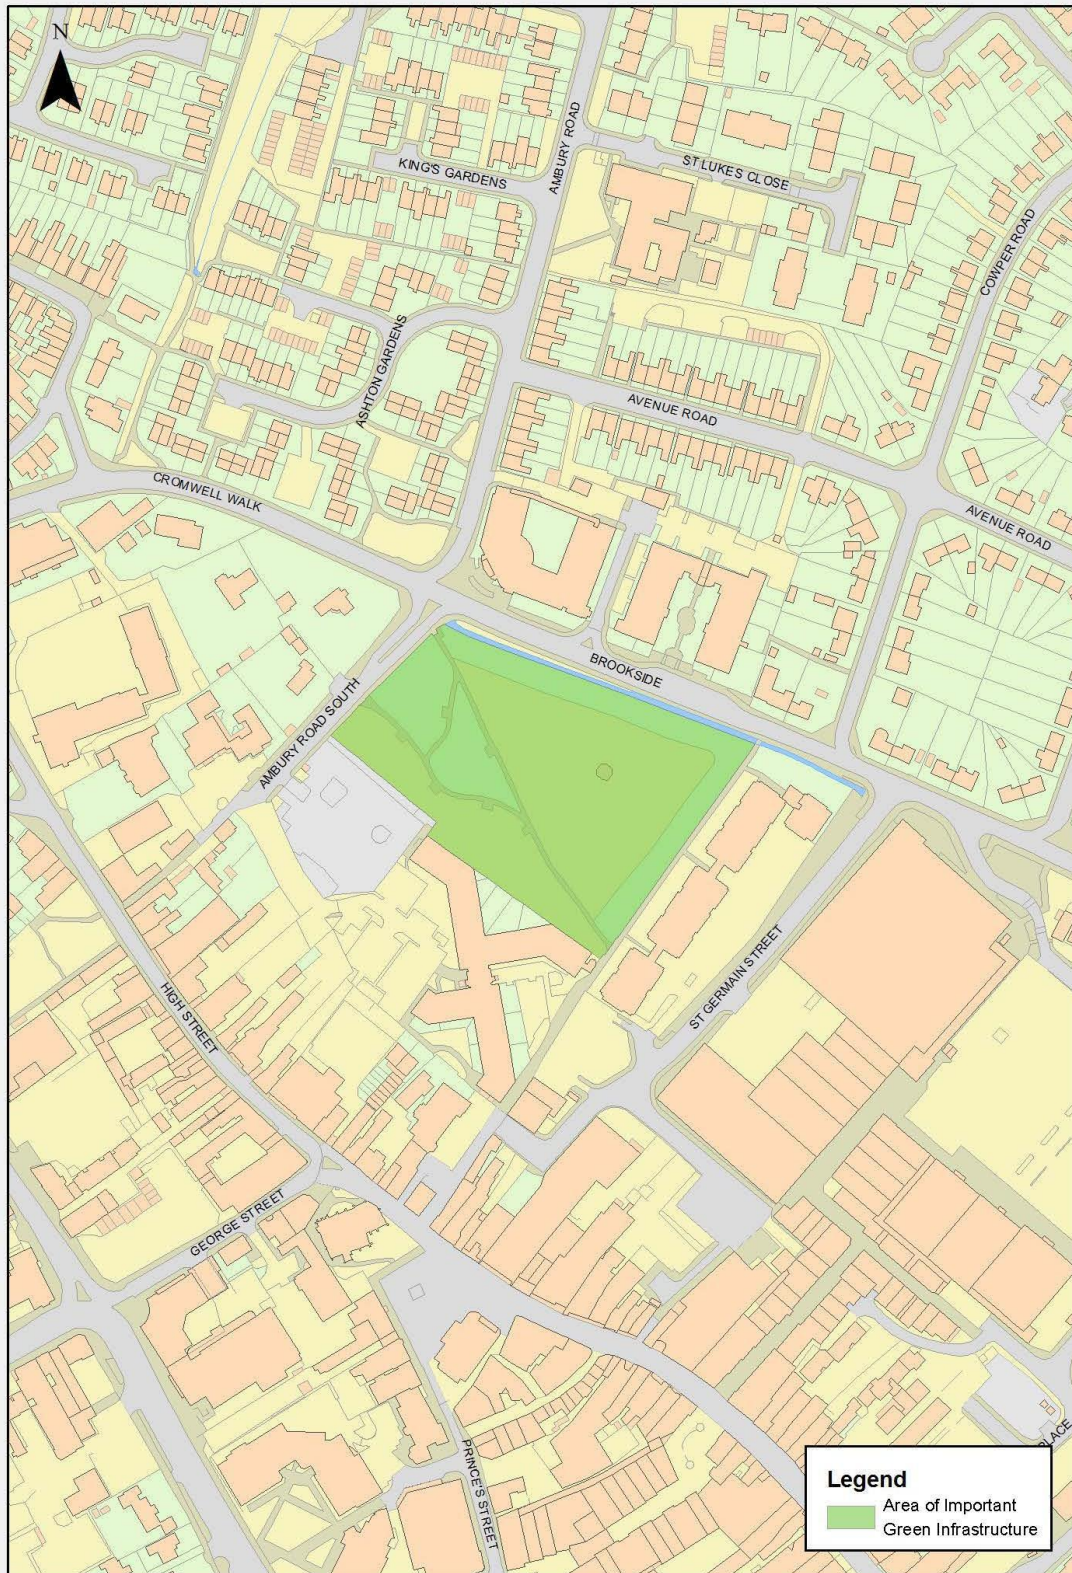 N
AMBURY ROAD
KING'S GARDENS
ST LUKES CLOSE
COWPER ROAD
ASHTON GARDENS
AVENUE ROAD
CROMWELL WALK
AVENUE ROAD
BROOKSIDE
AMBURY ROAD SOUTH
ST GERMAIN STREET
HIGH STREET
GEORGE STREET
PRINCE'S STREET
PLACE
Legend
Area of Important
Green Infrastructure